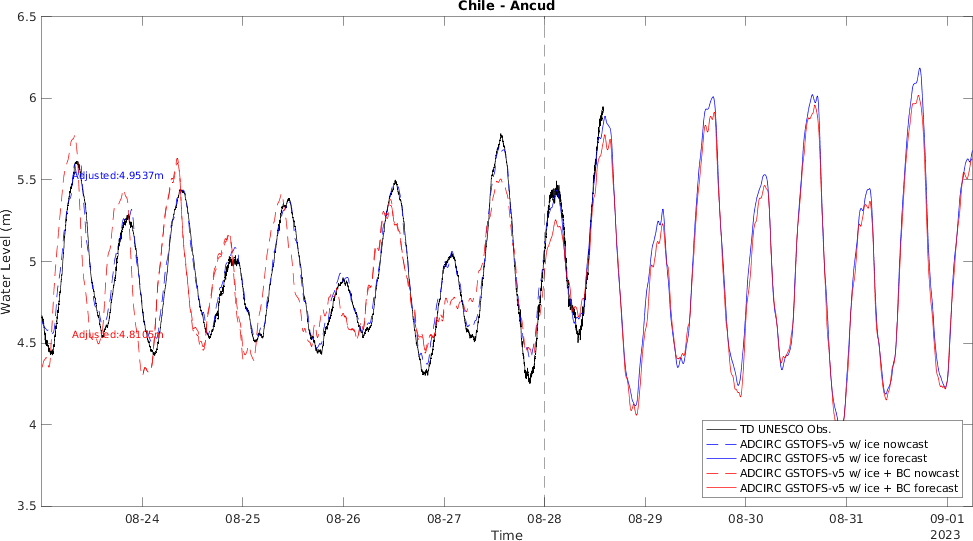 Chile - Ancud
6.5
6
5.5
5
4.5
4
3.5
Water Level (m)
Adjusted:4.9537m
Adjusted:4.8105m
TD UNESCO Obs.
ADCIRC GSTOFS-v5 w/ ice nowcast
ADCIRC GSTOFS-v5 w/ ice forecast
ADCIRC GSTOFS-v5 w/ ice + BC nowcast
ADCIRC GSTOFS-v5 w/ ice + BC forecast
08-24 08-25 08-26 08-27 08-28 08-29 08-30 08-31 09-01
2023
Time